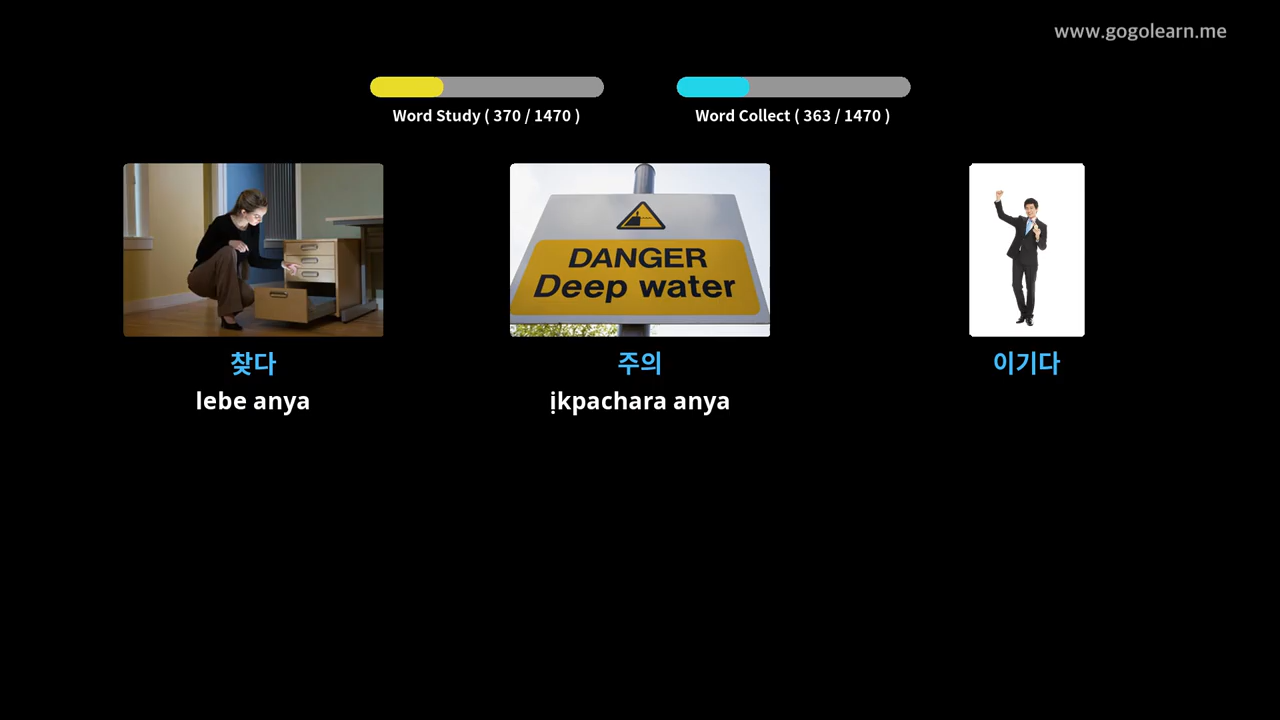 www.gogolearn.me
Word Study ( 370 / 1470 )
Word Collect ( 363 / 1470 )
DANGER
Deep water
찾다
주의
이기다
lebe anya
ịkpachara anya